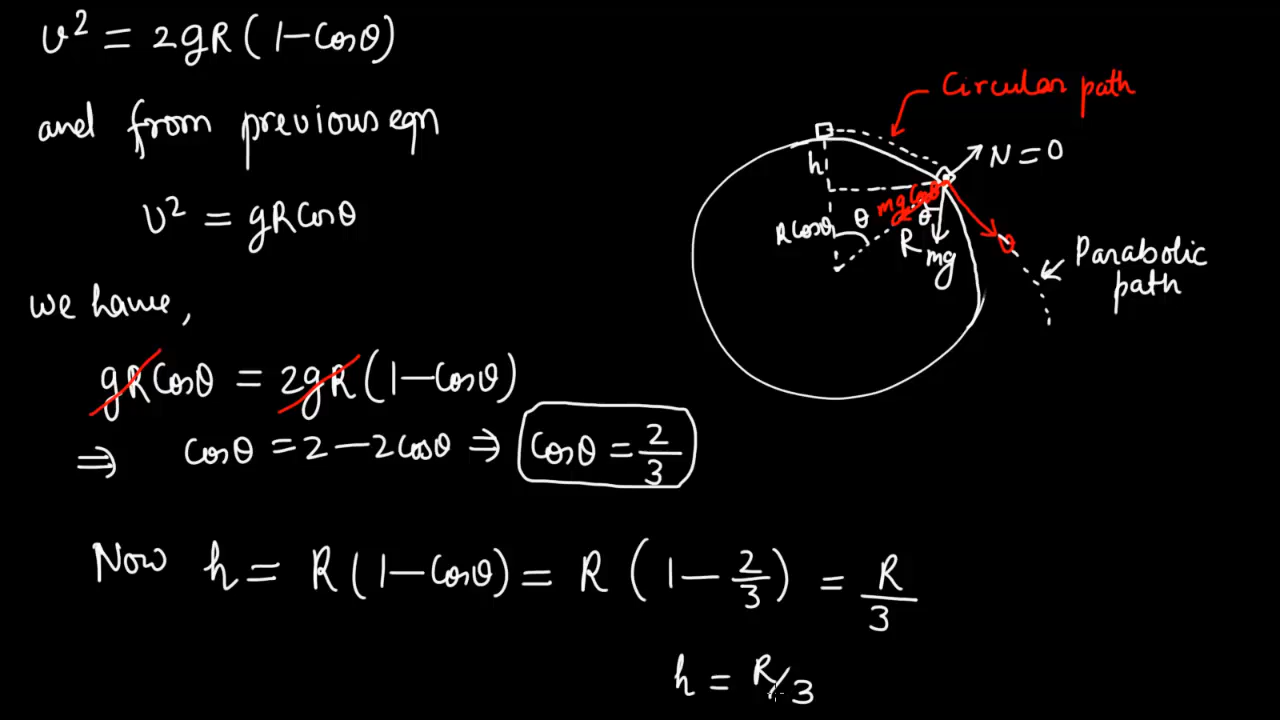 v² = 2gR(1-Cosθ)
and from previous eqn
v² = gRCosθ
we have,
gRCosθ = 2gR(1-Cosθ)
⇒ Cosθ = 2-2Cosθ ⇒ Cosθ = 2/3
Now h = R(1-Cosθ) = R(1-2/3) = R/3
h = R/3
Circular path
N = 0
h
mgCosθ
RCosθ
θ
θ
R
mg
Parabolic
path